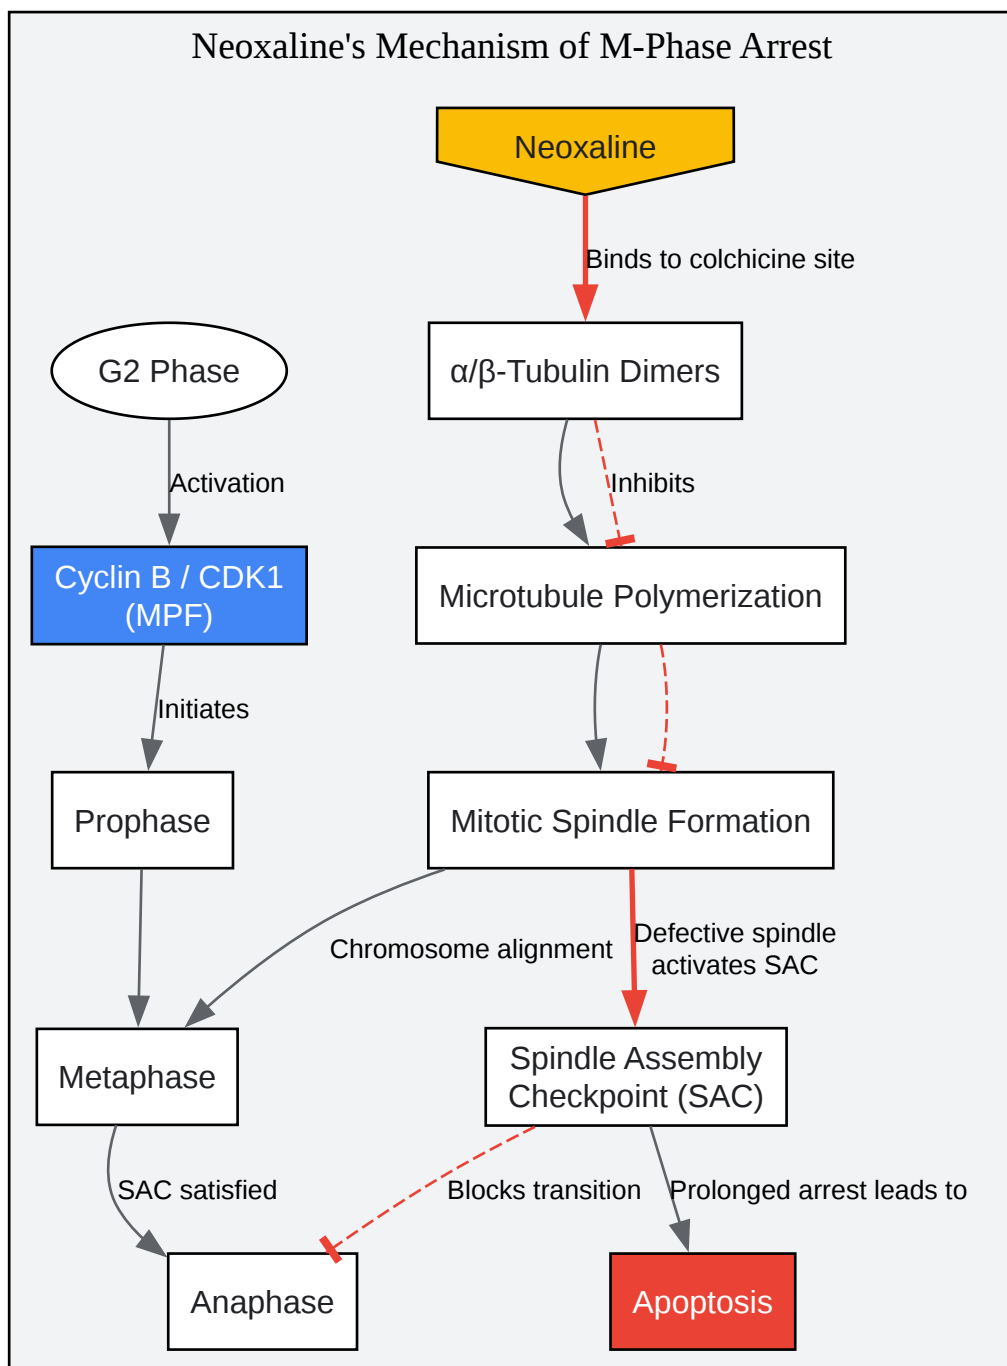 Neoxaline's Mechanism of M-Phase Arrest
Neoxaline
Binds to colchicine site
G2 Phase
α/β-Tubulin Dimers
Activation
Inhibits
Cyclin B / CDK1
(MPF)
Microtubule Polymerization
Initiates
Prophase
Mitotic Spindle Formation
Chromosome alignment
Defective spindle
activates SAC
Metaphase
Spindle Assembly
Checkpoint (SAC)
SAC satisfied
Blocks transition
Prolonged arrest leads to
Anaphase
Apoptosis